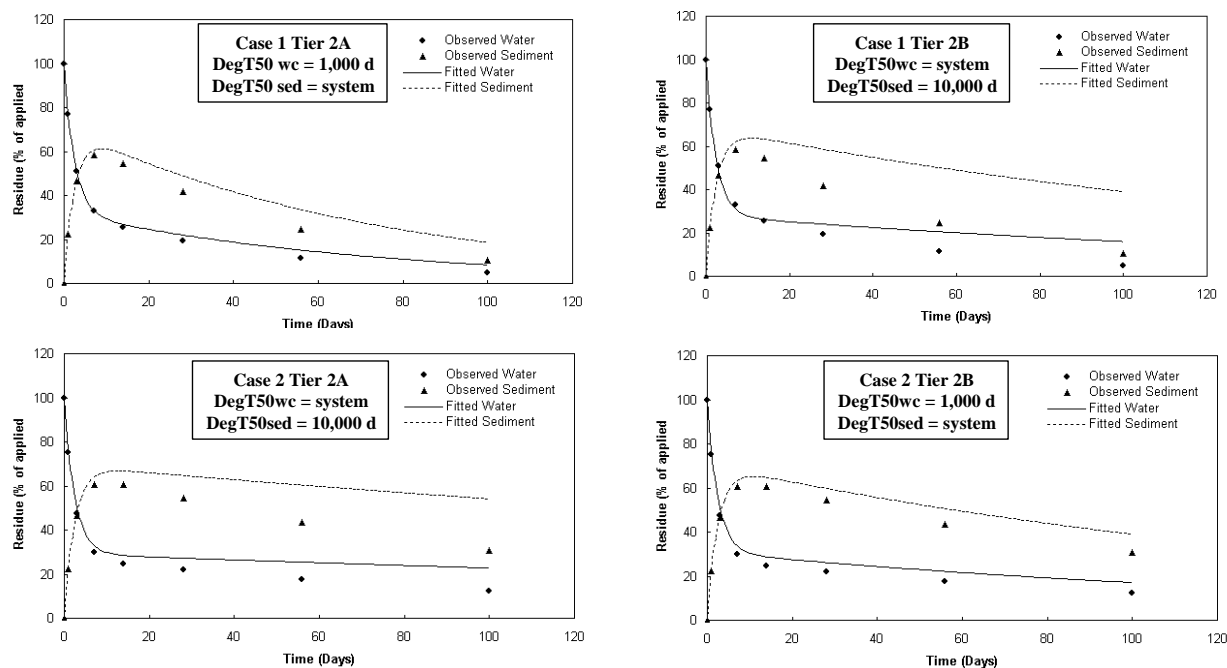 Case 1 Tier 2A
DegT50 wc = 1,000 d
DegT50 sed = system
Observed Water
Observed Sediment
Fitted Water
Fitted Sediment
Residue (% of applied
120
100
80
60
40
20
0
0 20 40 60 80 100 120
Time (Days)
Case 1 Tier 2B
DegT50wc = system
DegT50sed = 10,000 d
Observed Water
Observed Sediment
Fitted Water
Fitted Sediment
Residue (% of applied
120
100
80
60
40
20
0
0 20 40 60 80 100 120
Time (Days)
Case 2 Tier 2A
DegT50wc = system
DegT50sed = 10,000 d
Observed Water
Observed Sediment
Fitted Water
Fitted Sediment
Residue (% of applied
120
100
80
60
40
20
0
0 20 40 60 80 100 120
Time (Days)
Case 2 Tier 2B
DegT50wc = 1,000 d
DegT50sed = system
Observed Water
Observed Sediment
Fitted Water
Fitted Sediment
Residue (% of applied
120
100
80
60
40
20
0
0 20 40 60 80 100 120
Time (Days)